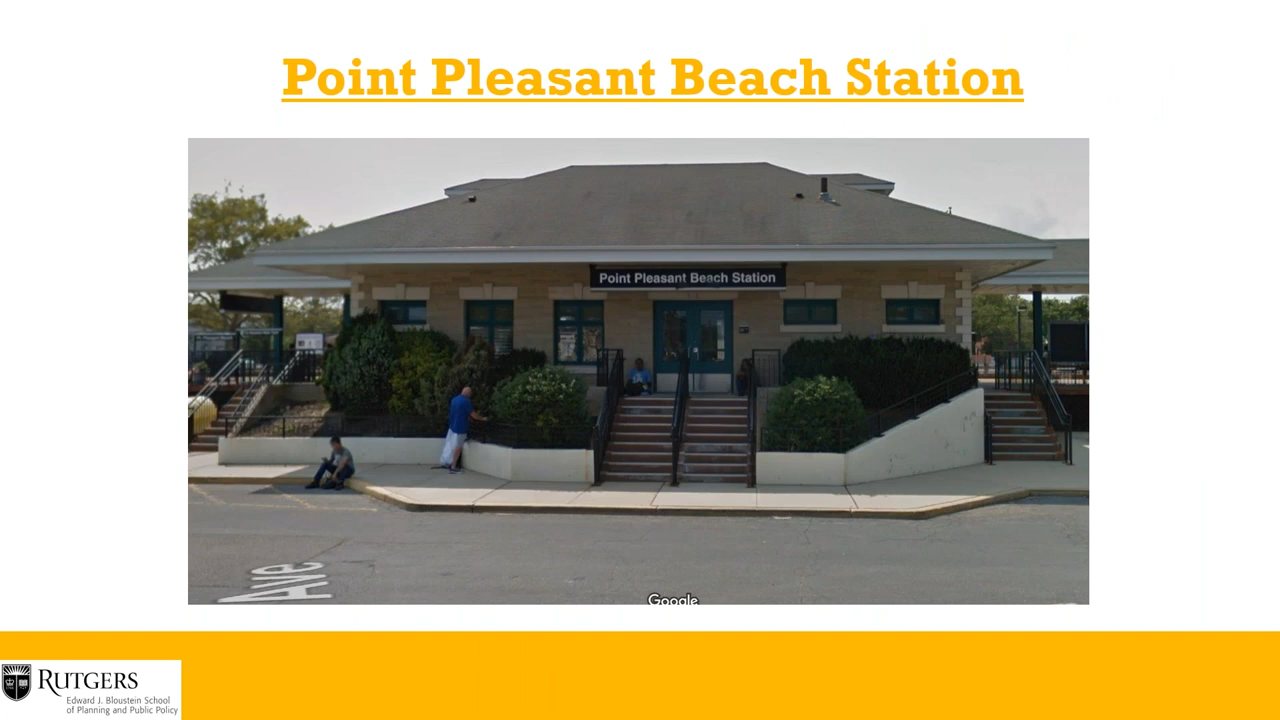 Point Pleasant Beach Station
Point Pleasant Beach Station
Ave
Google
RUTGERS
Edward J. Bloustein School
of Planning and Public Policy